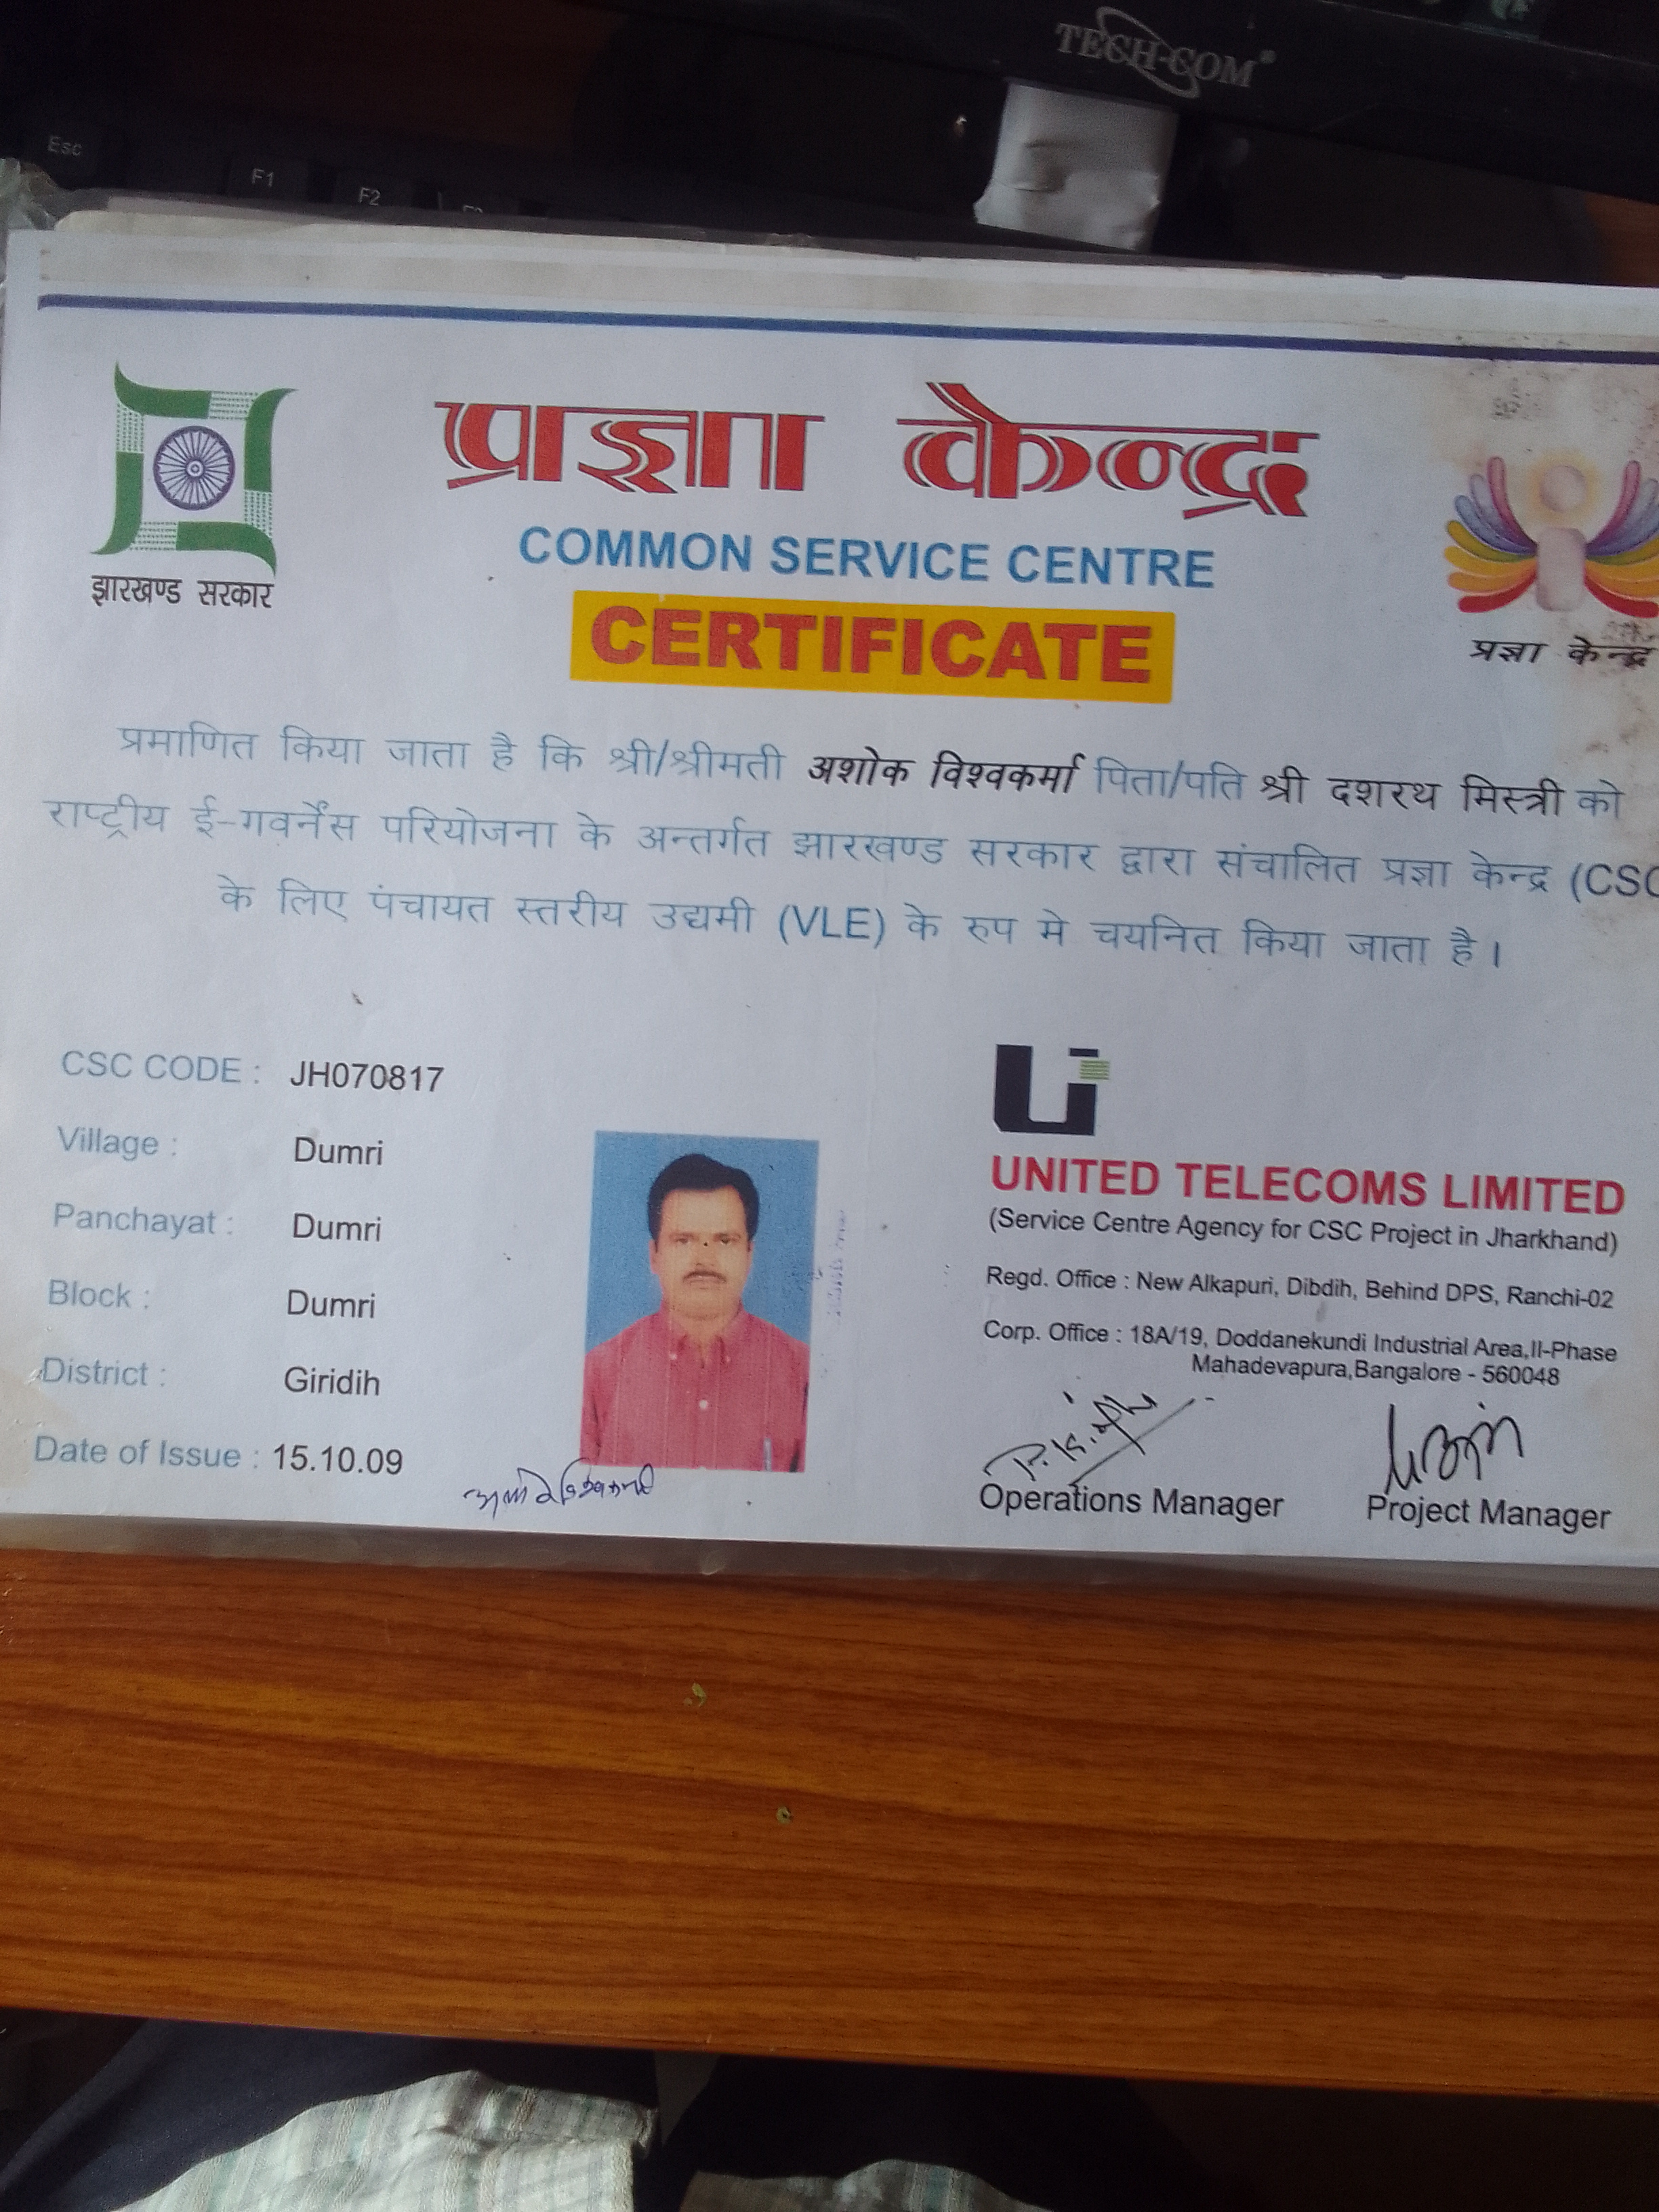 TECH-COM
Esc
F1
F2
प्रज्ञा केन्द्र
COMMON SERVICE CENTRE
CERTIFICATE
झारखण्ड सरकार
प्रज्ञा केन्द्र
प्रमाणित किया जाता है कि श्री/श्रीमती अशोक विश्वकर्मा पिता/पति श्री दशरथ मिस्त्री को
राष्ट्रीय ई-गवर्नेंस परियोजना के अन्तर्गत झारखण्ड सरकार द्वारा संचालित प्रज्ञा केन्द्र (CSC
के लिए पंचायत स्तरीय उद्यमी (VLE) के रुप मे चयनित किया जाता है।
CSC CODE : JH070817
Village : Dumri
Panchayat : Dumri
Block : Dumri
District : Giridih
Date of Issue : 15.10.09
UNITED TELECOMS LIMITED
(Service Centre Agency for CSC Project in Jharkhand)
Regd. Office : New Alkapuri, Dibdih, Behind DPS, Ranchi-02
Corp. Office : 18A/19, Doddanekundi Industrial Area,II-Phase
Mahadevapura,Bangalore - 560048
Operations Manager
Project Manager